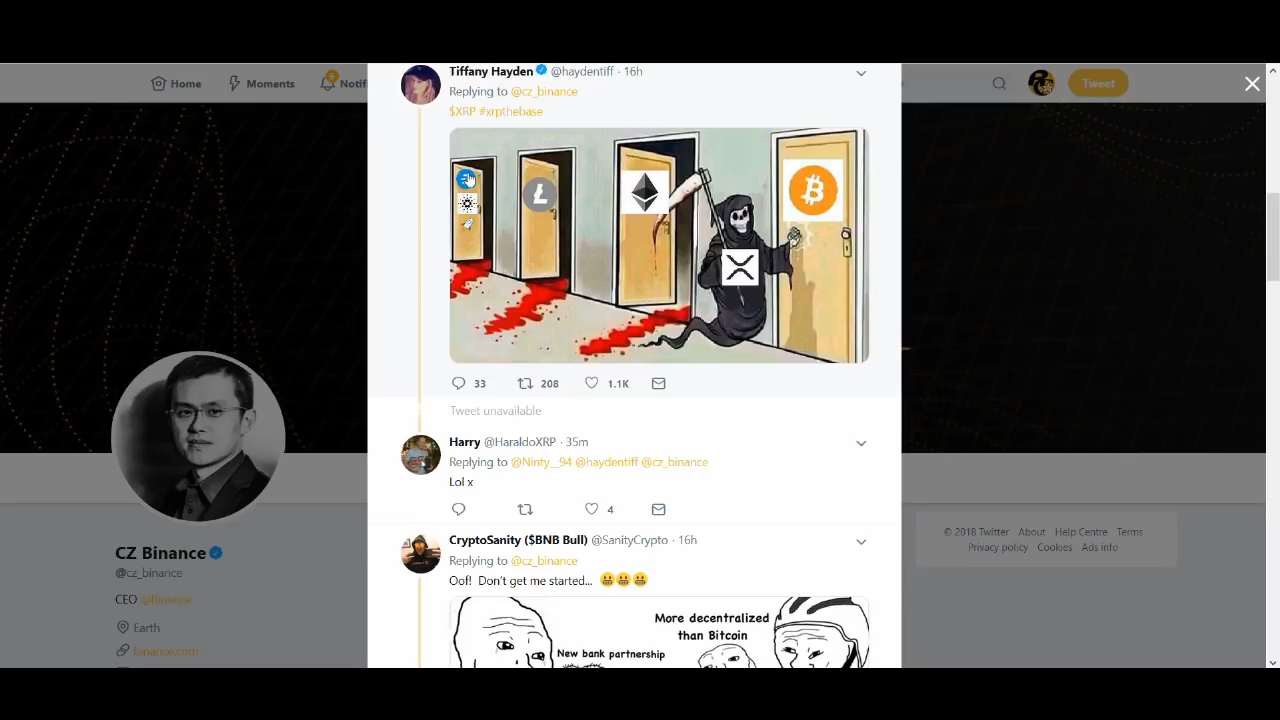 Home
Moments
Notifi
Tweet
Tiffany Hayden @haydentiff · 16h
Replying to @cz_binance
$XRP #xrpthebase
33
208
1.1K
Tweet unavailable
Harry @HaraldoXRP · 35m
Replying to @Ninty__94 @haydentiff @cz_binance
Lol x
4
CryptoSanity ($BNB Bull) @SanityCrypto · 16h
Replying to @cz_binance
Oof! Don't get me started... 😬😬😬
More decentralized
than Bitcoin
New bank partnership
CZ Binance
@cz_binance
CEO @Binance
Earth
binance.com
© 2018 Twitter About Help Centre Terms
Privacy policy Cookies Ads info